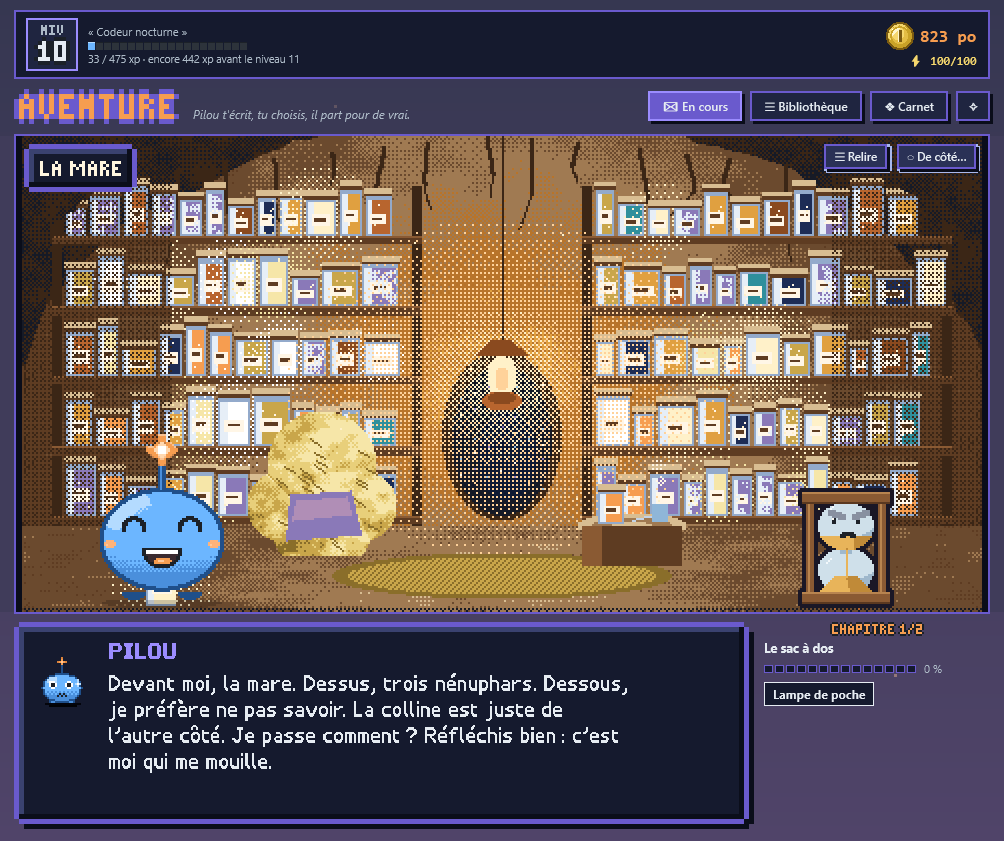 NIV
10
« Codeur nocturne »
33 / 475 xp · encore 442 xp avant le niveau 11
823 po
100/100
AVENTURE
Pilou t'écrit, tu choisis, il part pour de vrai.
En cours
Bibliothèque
Carnet
LA MARE
Relire
De côté…
PILOU
Devant moi, la mare. Dessus, trois nénuphars. Dessous,
je préfère ne pas savoir. La colline est juste de
l'autre côté. Je passe comment ? Réfléchis bien : c'est
moi qui me mouille.
CHAPITRE 1/2
Le sac à dos
0 %
Lampe de poche